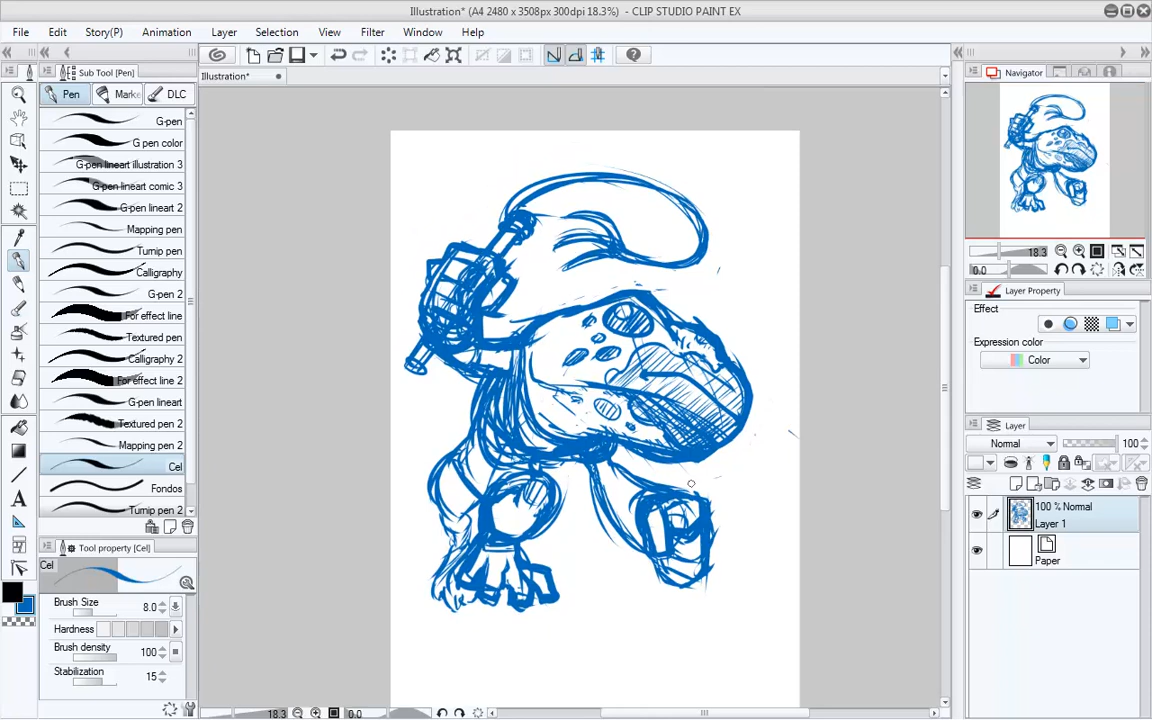 Illustration* (A4 2480 x 3508px 300dpi 18.3%) - CLIP STUDIO PAINT EX
File Edit Story(P) Animation Layer Selection View Filter Window Help
Sub Tool [Pen]
Illustration*
Navigator
Pen Marke DLC
G-pen
G pen color
G-pen lineart illustration 3
G-pen lineart comic 3
G-pen lineart 2
Mapping pen
Turnip pen
Calligraphy
G-pen 2
For effect line
Textured pen
Calligraphy 2
For effect line 2
G-pen lineart
Textured pen 2
Mapping pen 2
Cel
Fondos
Turnip pen 2
Tool property [Cel]
Cel
Brush Size 8.0
Hardness
Brush density 100
Stabilization 15
18.3 0.0
18.3
0.0
Layer Property
Effect
Expression color
Color
Layer
Normal 100
100 % Normal
Layer 1
Paper